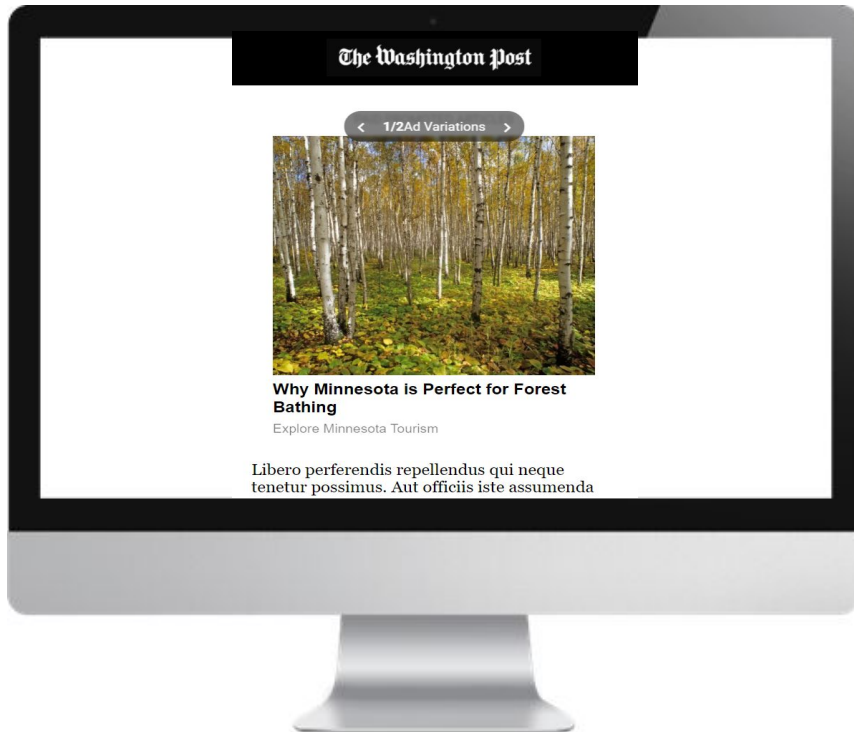 The Washington Post
< 1/2Ad Variations >
Why Minnesota is Perfect for Forest
Bathing
Explore Minnesota Tourism
Libero perferendis repellendus qui neque
tenetur possimus. Aut officiis iste assumenda